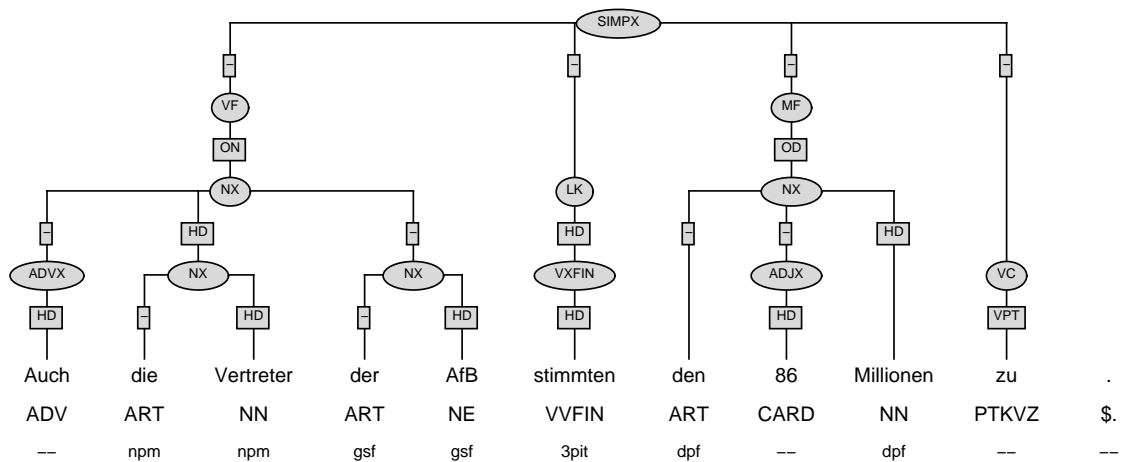 SIMPX
– – – –
VF MF
ON OD
NX LK NX
– HD – HD – – HD
ADVX NX NX VXFIN ADJX VC
HD – HD – HD HD HD VPT
Auch die Vertreter der AfB stimmten den 86 Millionen zu .
ADV ART NN ART NE VVFIN ART CARD NN PTKVZ $.
–– npm npm gsf gsf 3pit dpf –– dpf –– ––